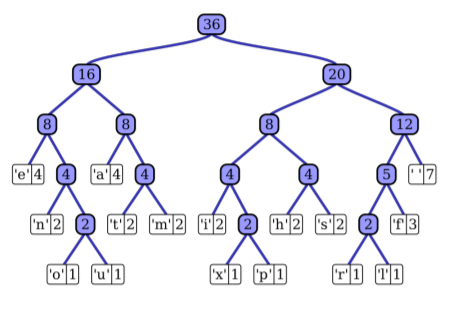 36
16 20
8 8 8 12
'e' 4 4 'a' 4 4 4 4 5 ' ' 7
'n' 2 2 't' 2 'm' 2 'i' 2 2 'h' 2 's' 2 2 'f' 3
'o' 1 'u' 1 'x' 1 'p' 1 'r' 1 'l' 1